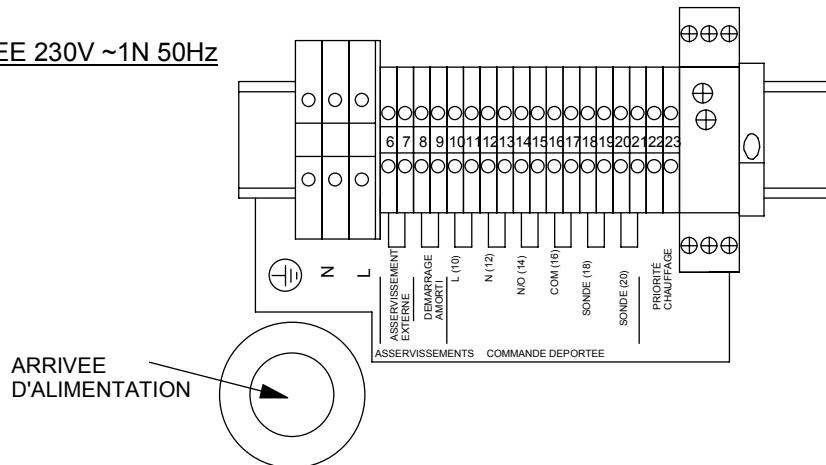 EE 230V ~1N 50Hz
6 7 8 9 10 11 12 13 14 15 16 17 18 19 20 21 22 23
N
L
ASSERVISSEMENT
EXTERNE
DEMARRAGE
AMORTI
L (10)
N (12)
N/O (14)
COM (16)
SONDE (18)
SONDE (20)
PRIORITÉ
CHAUFFAGE
ASSERVISSEMENTS COMMANDE DEPORTEE
ARRIVEE
D'ALIMENTATION